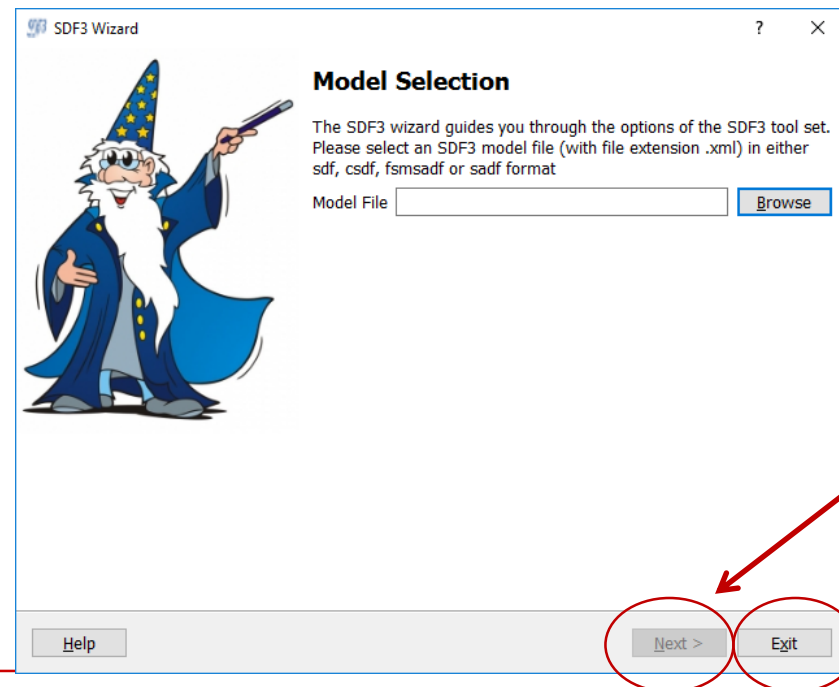 SDF3 Wizard
?
Model Selection
The SDF3 wizard guides you through the options of the SDF3 tool set.
Please select an SDF3 model file (with file extension .xml) in either
sdf, csdf, fsmsadf or sadf format
Model File
Browse
Help
Next >
Exit